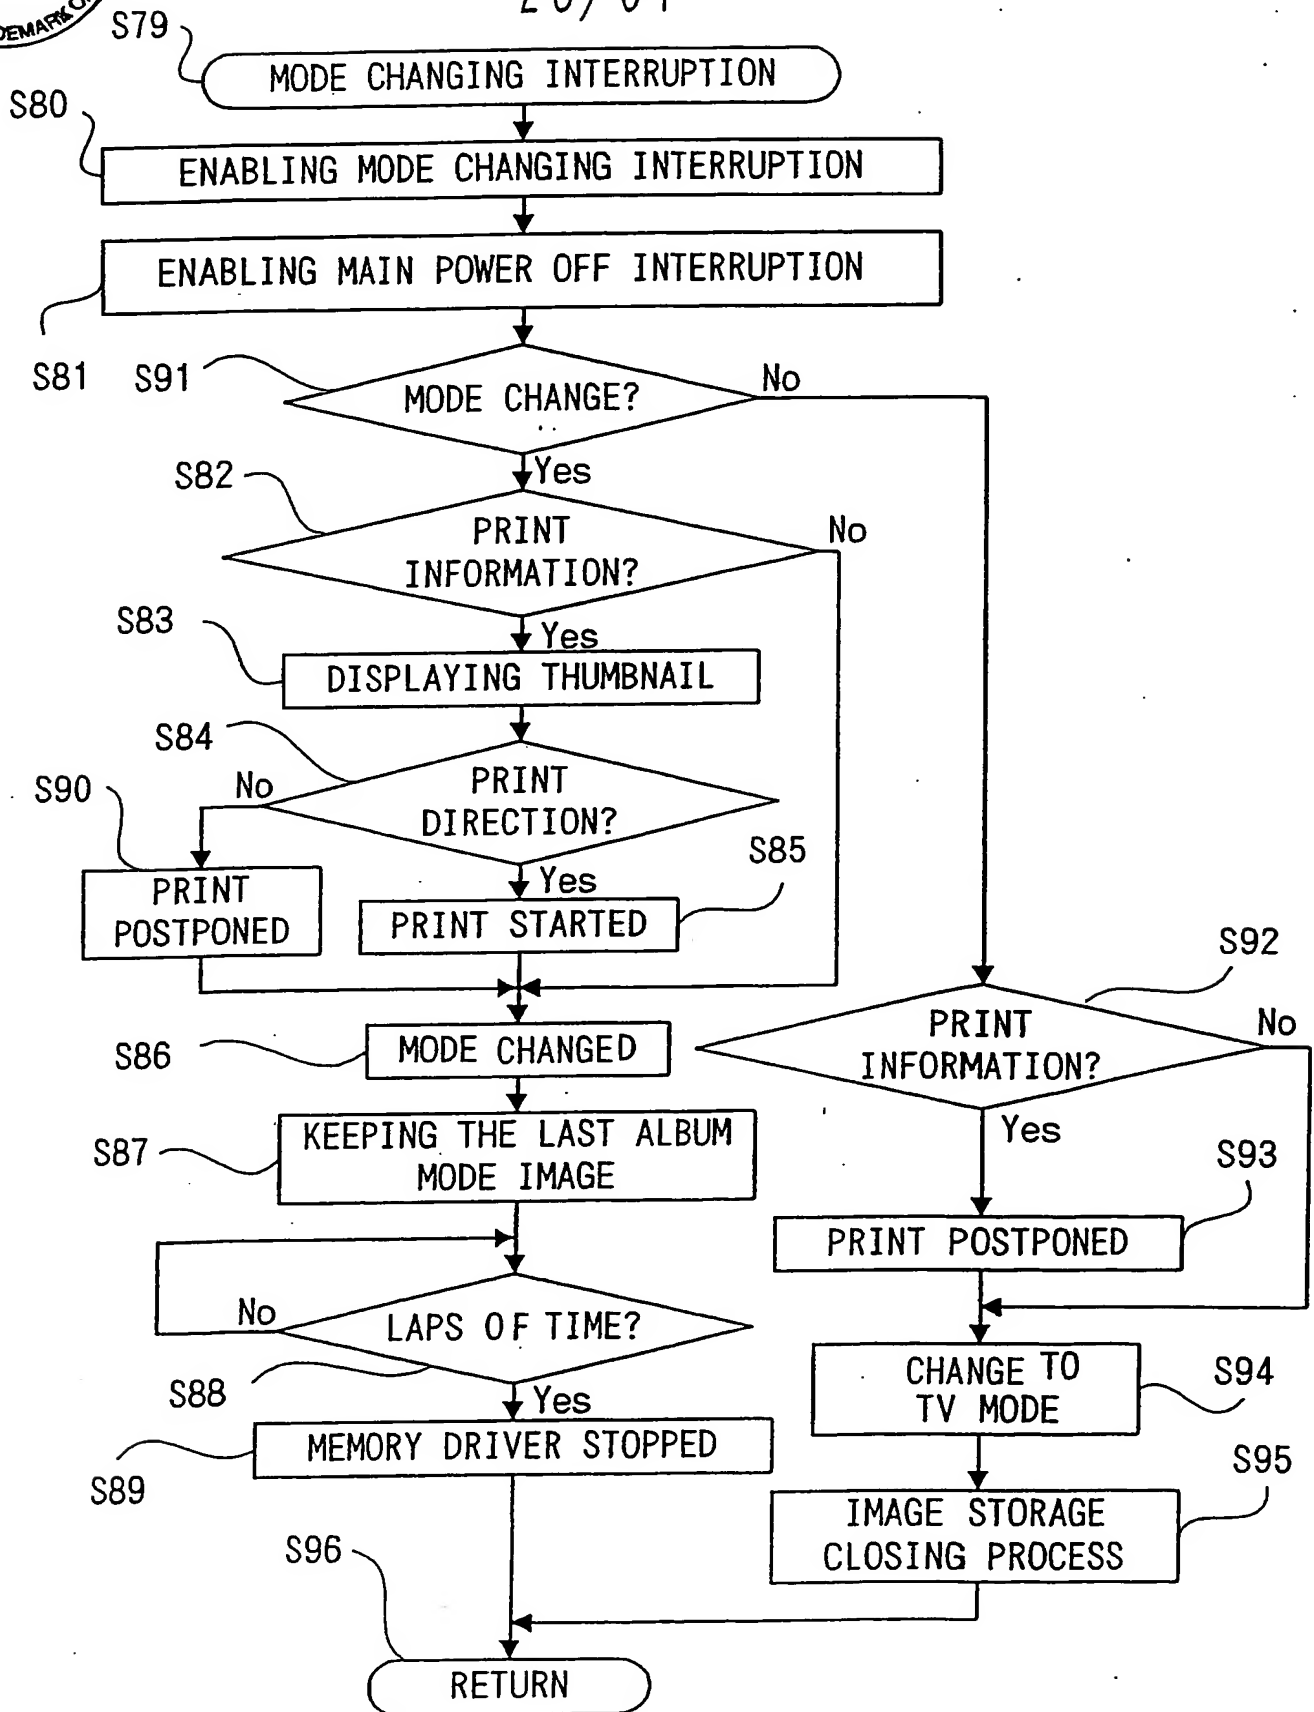 S79
MODE CHANGING INTERRUPTION
S80
ENABLING MODE CHANGING INTERRUPTION
ENABLING MAIN POWER OFF INTERRUPTION
S81
S91
MODE CHANGE?
No
Yes
S82
PRINT
INFORMATION?
No
S83
Yes
DISPLAYING THUMBNAIL
S84
PRINT
DIRECTION?
No
S90
PRINT
POSTPONED
Yes
S85
PRINT STARTED
S92
PRINT
INFORMATION?
No
S86
MODE CHANGED
Yes
S87
KEEPING THE LAST ALBUM
MODE IMAGE
S93
PRINT POSTPONED
No
LAPS OF TIME?
S88
Yes
CHANGE TO
TV MODE
S94
S89
MEMORY DRIVER STOPPED
S95
IMAGE STORAGE
CLOSING PROCESS
S96
RETURN